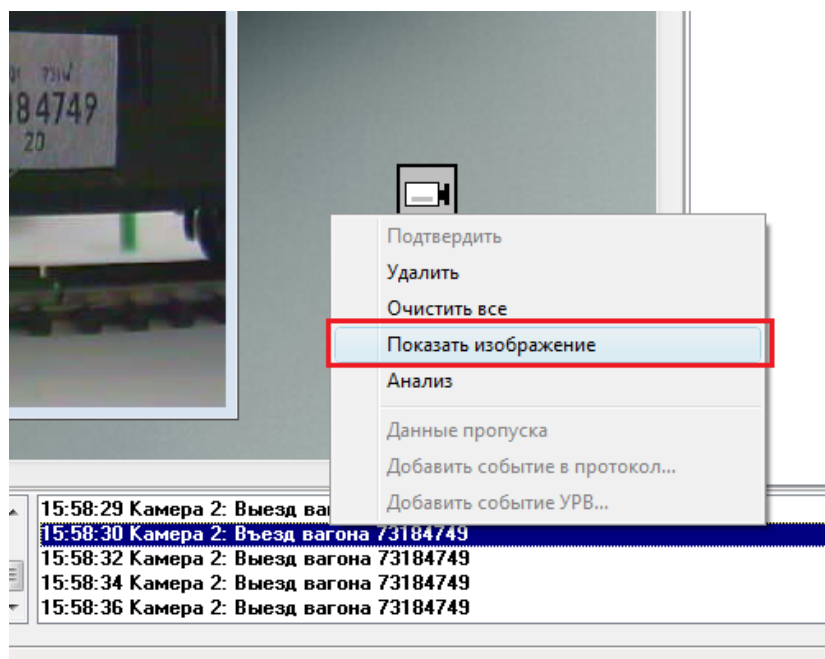 84749
20
Подтвердить
Удалить
Очистить все
Показать изображение
Анализ
Данные пропуска
Добавить событие в протокол...
Добавить событие УРВ...
15:58:29 Камера 2: Выезд ва
15:58:30 Камера 2: Въезд вагона 73184749
15:58:32 Камера 2: Выезд вагона 73184749
15:58:34 Камера 2: Выезд вагона 73184749
15:58:36 Камера 2: Выезд вагона 73184749